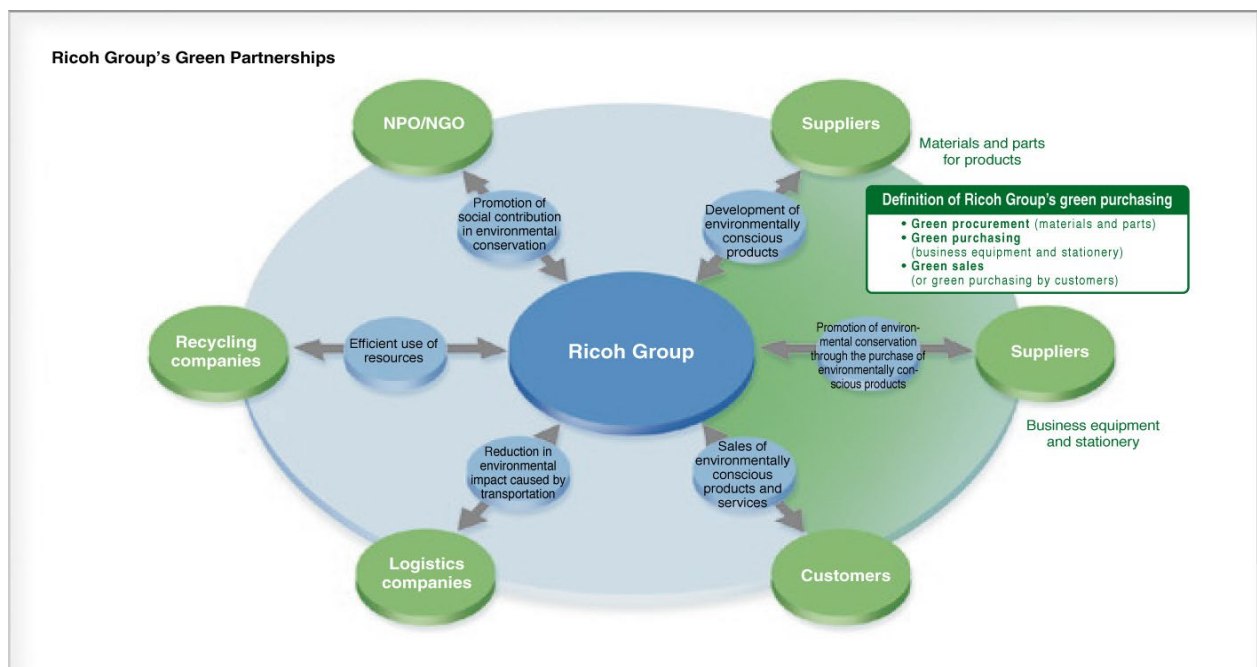 Ricoh Group's Green Partnerships
NPO/NGO
Suppliers
Materials and parts
for products
Promotion of
social contribution
in environmental
conservation
Development of
environmentally
conscious
products
Definition of Ricoh Group's green purchasing
• Green procurement (materials and parts)
• Green purchasing
(business equipment and stationery)
• Green sales
(or green purchasing by customers)
Recycling
companies
Efficient use of
resources
Ricoh Group
Promotion of environ-
mental conservation
through the purchase of
environmentally con-
scious products
Suppliers
Business equipment
and stationery
Reduction in
environmental
impact caused by
transportation
Sales of
environmentally
conscious
products and
services
Logistics
companies
Customers